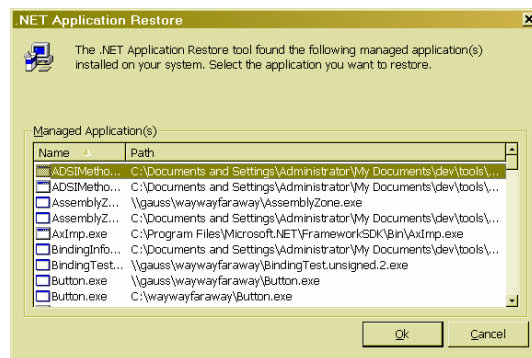 .NET Application Restore
The .NET Application Restore tool found the following managed application(s)
installed on your system. Select the application you want to restore.
Managed Application(s)
Name Path
ADSIMetho... C:\Documents and Settings\Administrator\My Documents\dev\tools\...
ADSIMetho... C:\Documents and Settings\Administrator\My Documents\dev\tools\...
AssemblyZ... \\gauss\waywayfaraway\AssemblyZone.exe
AssemblyZ... C:\Documents and Settings\Administrator\My Documents\dev\tools\...
AxImp.exe C:\Program Files\Microsoft.NET\FrameworkSDK\Bin\AxImp.exe
BindingInfo... C:\Documents and Settings\Administrator\My Documents\dev\tools\...
BindingTest... \\gauss\waywayfaraway\BindingTest.unsigned.2.exe
Button.exe \\gauss\waywayfaraway\Button.exe
Button.exe C:\waywayfaraway\Button.exe
Ok Cancel